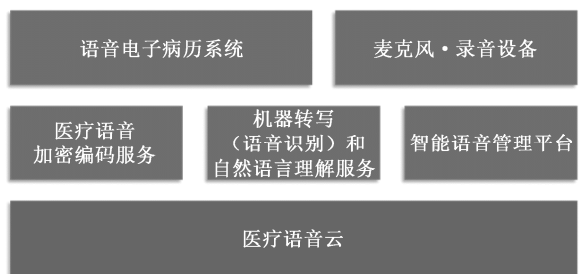 语音电子病历系统
麦克风·录音设备
医疗语音
加密编码服务
机器转写
（语音识别）和
自然语言理解服务
智能语音管理平台
医疗语音云